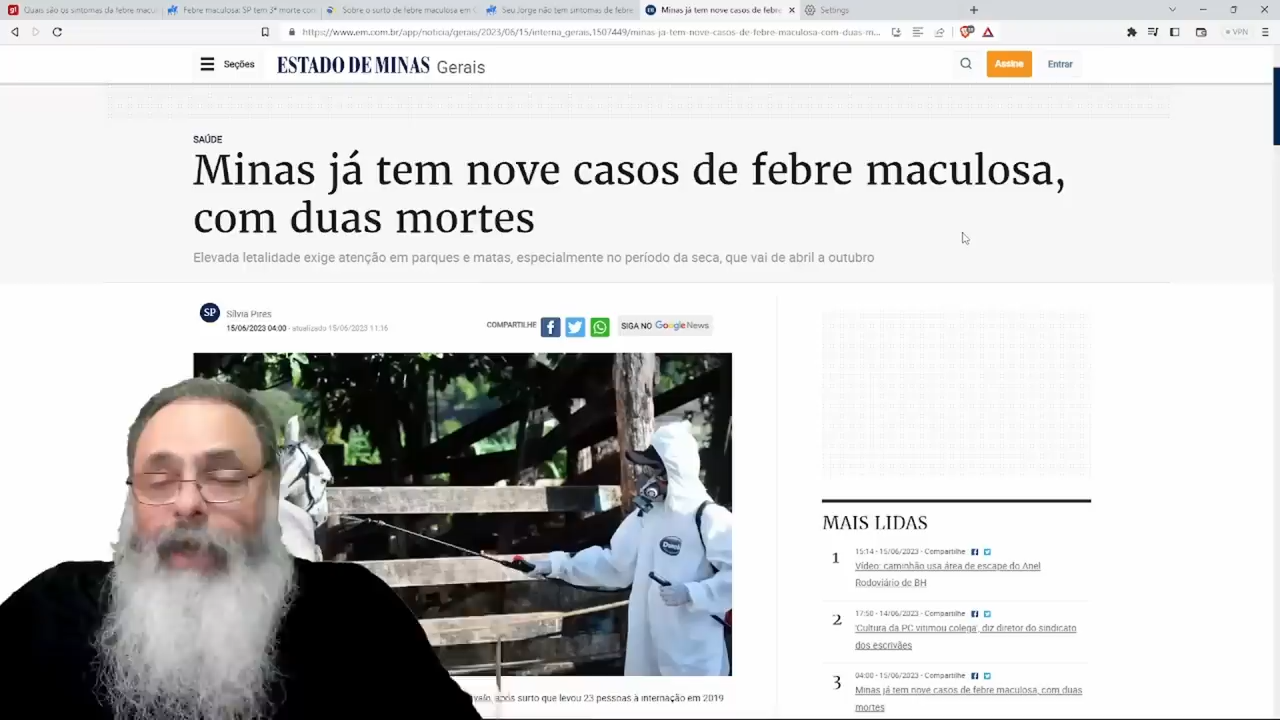 Quais são os sintomas da febre macul
Febre maculosa: SP tem 3ª morte con
Sobre o surto de febre maculosa em C
Seu Jorge não tem sintomas de febre
Minas já tem nove casos de febre
Settings
https://www.em.com.br/app/noticia/gerais/2023/06/15/interna_gerais,1507449/minas-ja-tem-nove-casos-de-febre-maculosa-com-duas-m...
VPN
Seções
ESTADO DE MINAS Gerais
Assine
Entrar
SAÚDE
Minas já tem nove casos de febre maculosa,
com duas mortes
Elevada letalidade exige atenção em parques e matas, especialmente no período da seca, que vai de abril a outubro
SP
Sílvia Pires
15/06/2023 04:00 - atualizado 15/06/2023 11:16
COMPARTILHE
SIGA NO Google News
após surto que levou 23 pessoas à internação em 2019
MAIS LIDAS
1
15:14 - 15/06/2023 - Compartilhe
Vídeo: caminhão usa área de escape do Anel
Rodoviário de BH
2
17:50 - 14/06/2023 - Compartilhe
'Cultura da PC vitimou colega', diz diretor do sindicato
dos escrivães
3
04:00 - 15/06/2023 - Compartilhe
Minas já tem nove casos de febre maculosa, com duas
mortes